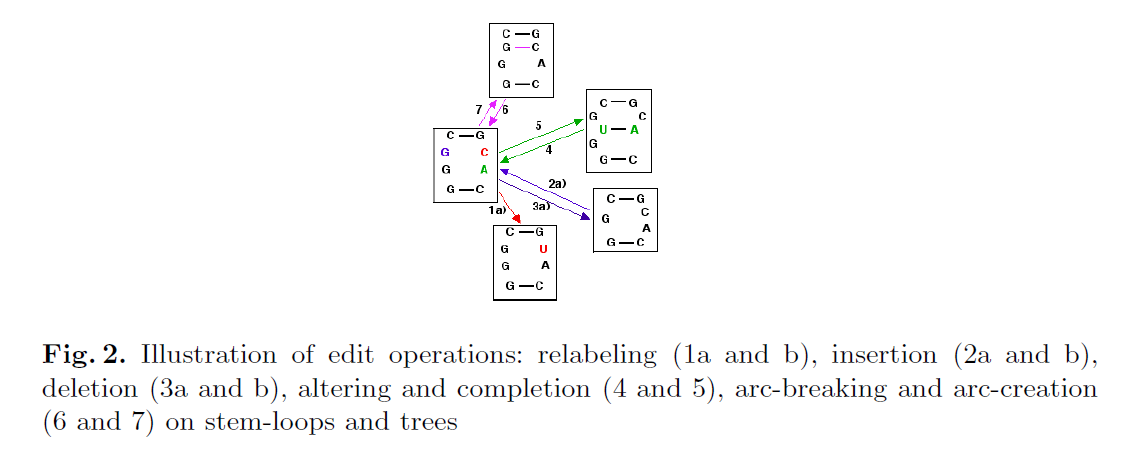 C — G
G — C
G A
G — C
7 6
C — G
G C
G A
G — C
5
4
C — G
G C
U — A
G
G — C
2a)
3a)
1a)
C — G
G C
A
G — C
C — G
G U
G A
G — C
Fig. 2. Illustration of edit operations: relabeling (1a and b), insertion (2a and b),
deletion (3a and b), altering and completion (4 and 5), arc-breaking and arc-creation
(6 and 7) on stem-loops and trees